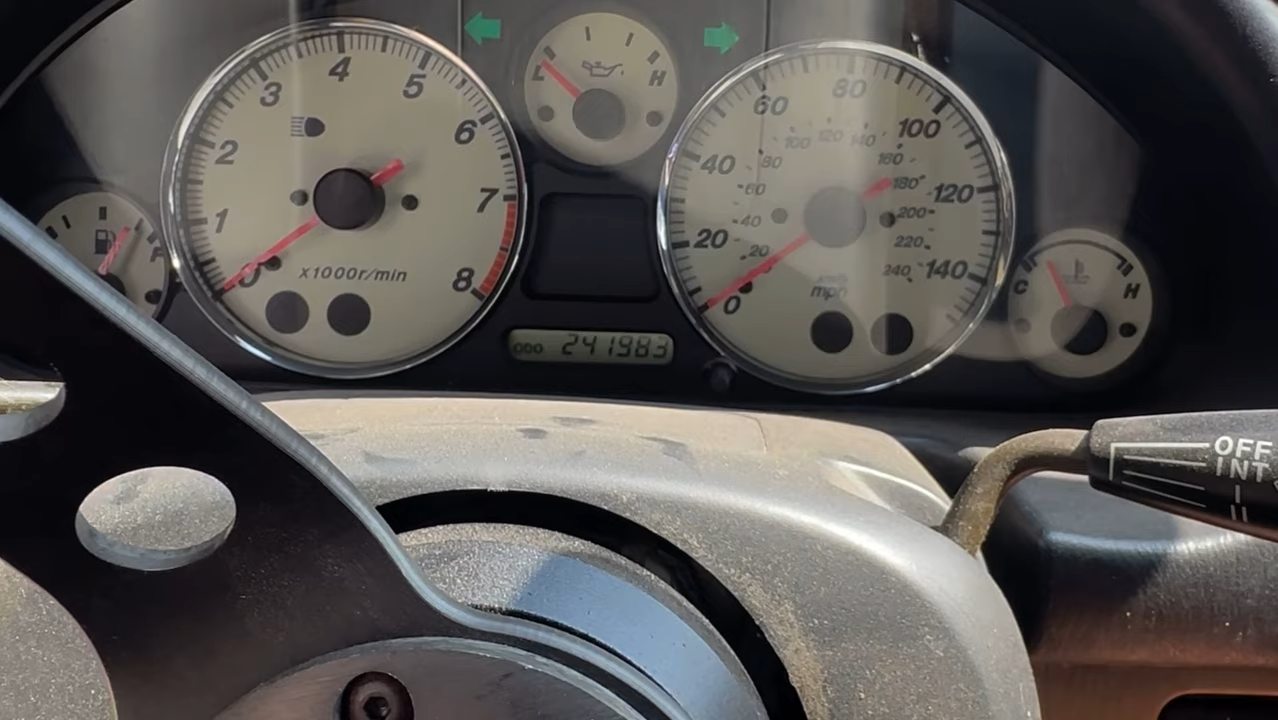 0 1 2 3 4 5 6 7 8
x1000r/min
L H
0 20 40 60 80 100 120 140
20 40 60 80 100 120 140 160 180 200 220 240
mph
F
C H
ODO 241983
OFF
INT